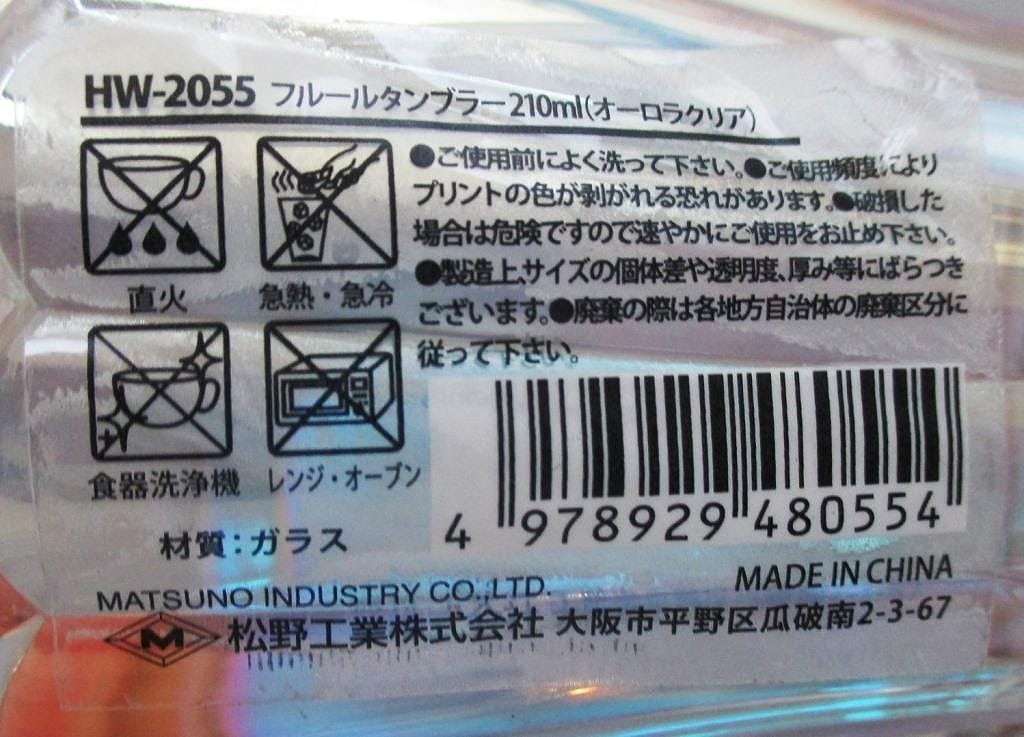 HW-2055 フルールタンブラー210ml(オーロラクリア)
●ご使用前によく洗って下さい。●ご使用頻度により
プリントの色が剥がれる恐れがあります。●破損した
場合は危険ですので速やかにご使用をお止め下さい。
●製造上、サイズの個体差や透明度、厚み等にばらつき
ございます。●廃棄の際は各地方自治体の廃棄区分に
従って下さい。
直火
急熱・急冷
食器洗浄機
レンジ・オーブン
材質:ガラス
4 978929 480554
MADE IN CHINA
MATSUNO INDUSTRY CO.,LTD.
M 松野工業株式会社 大阪市平野区瓜破南2-3-67